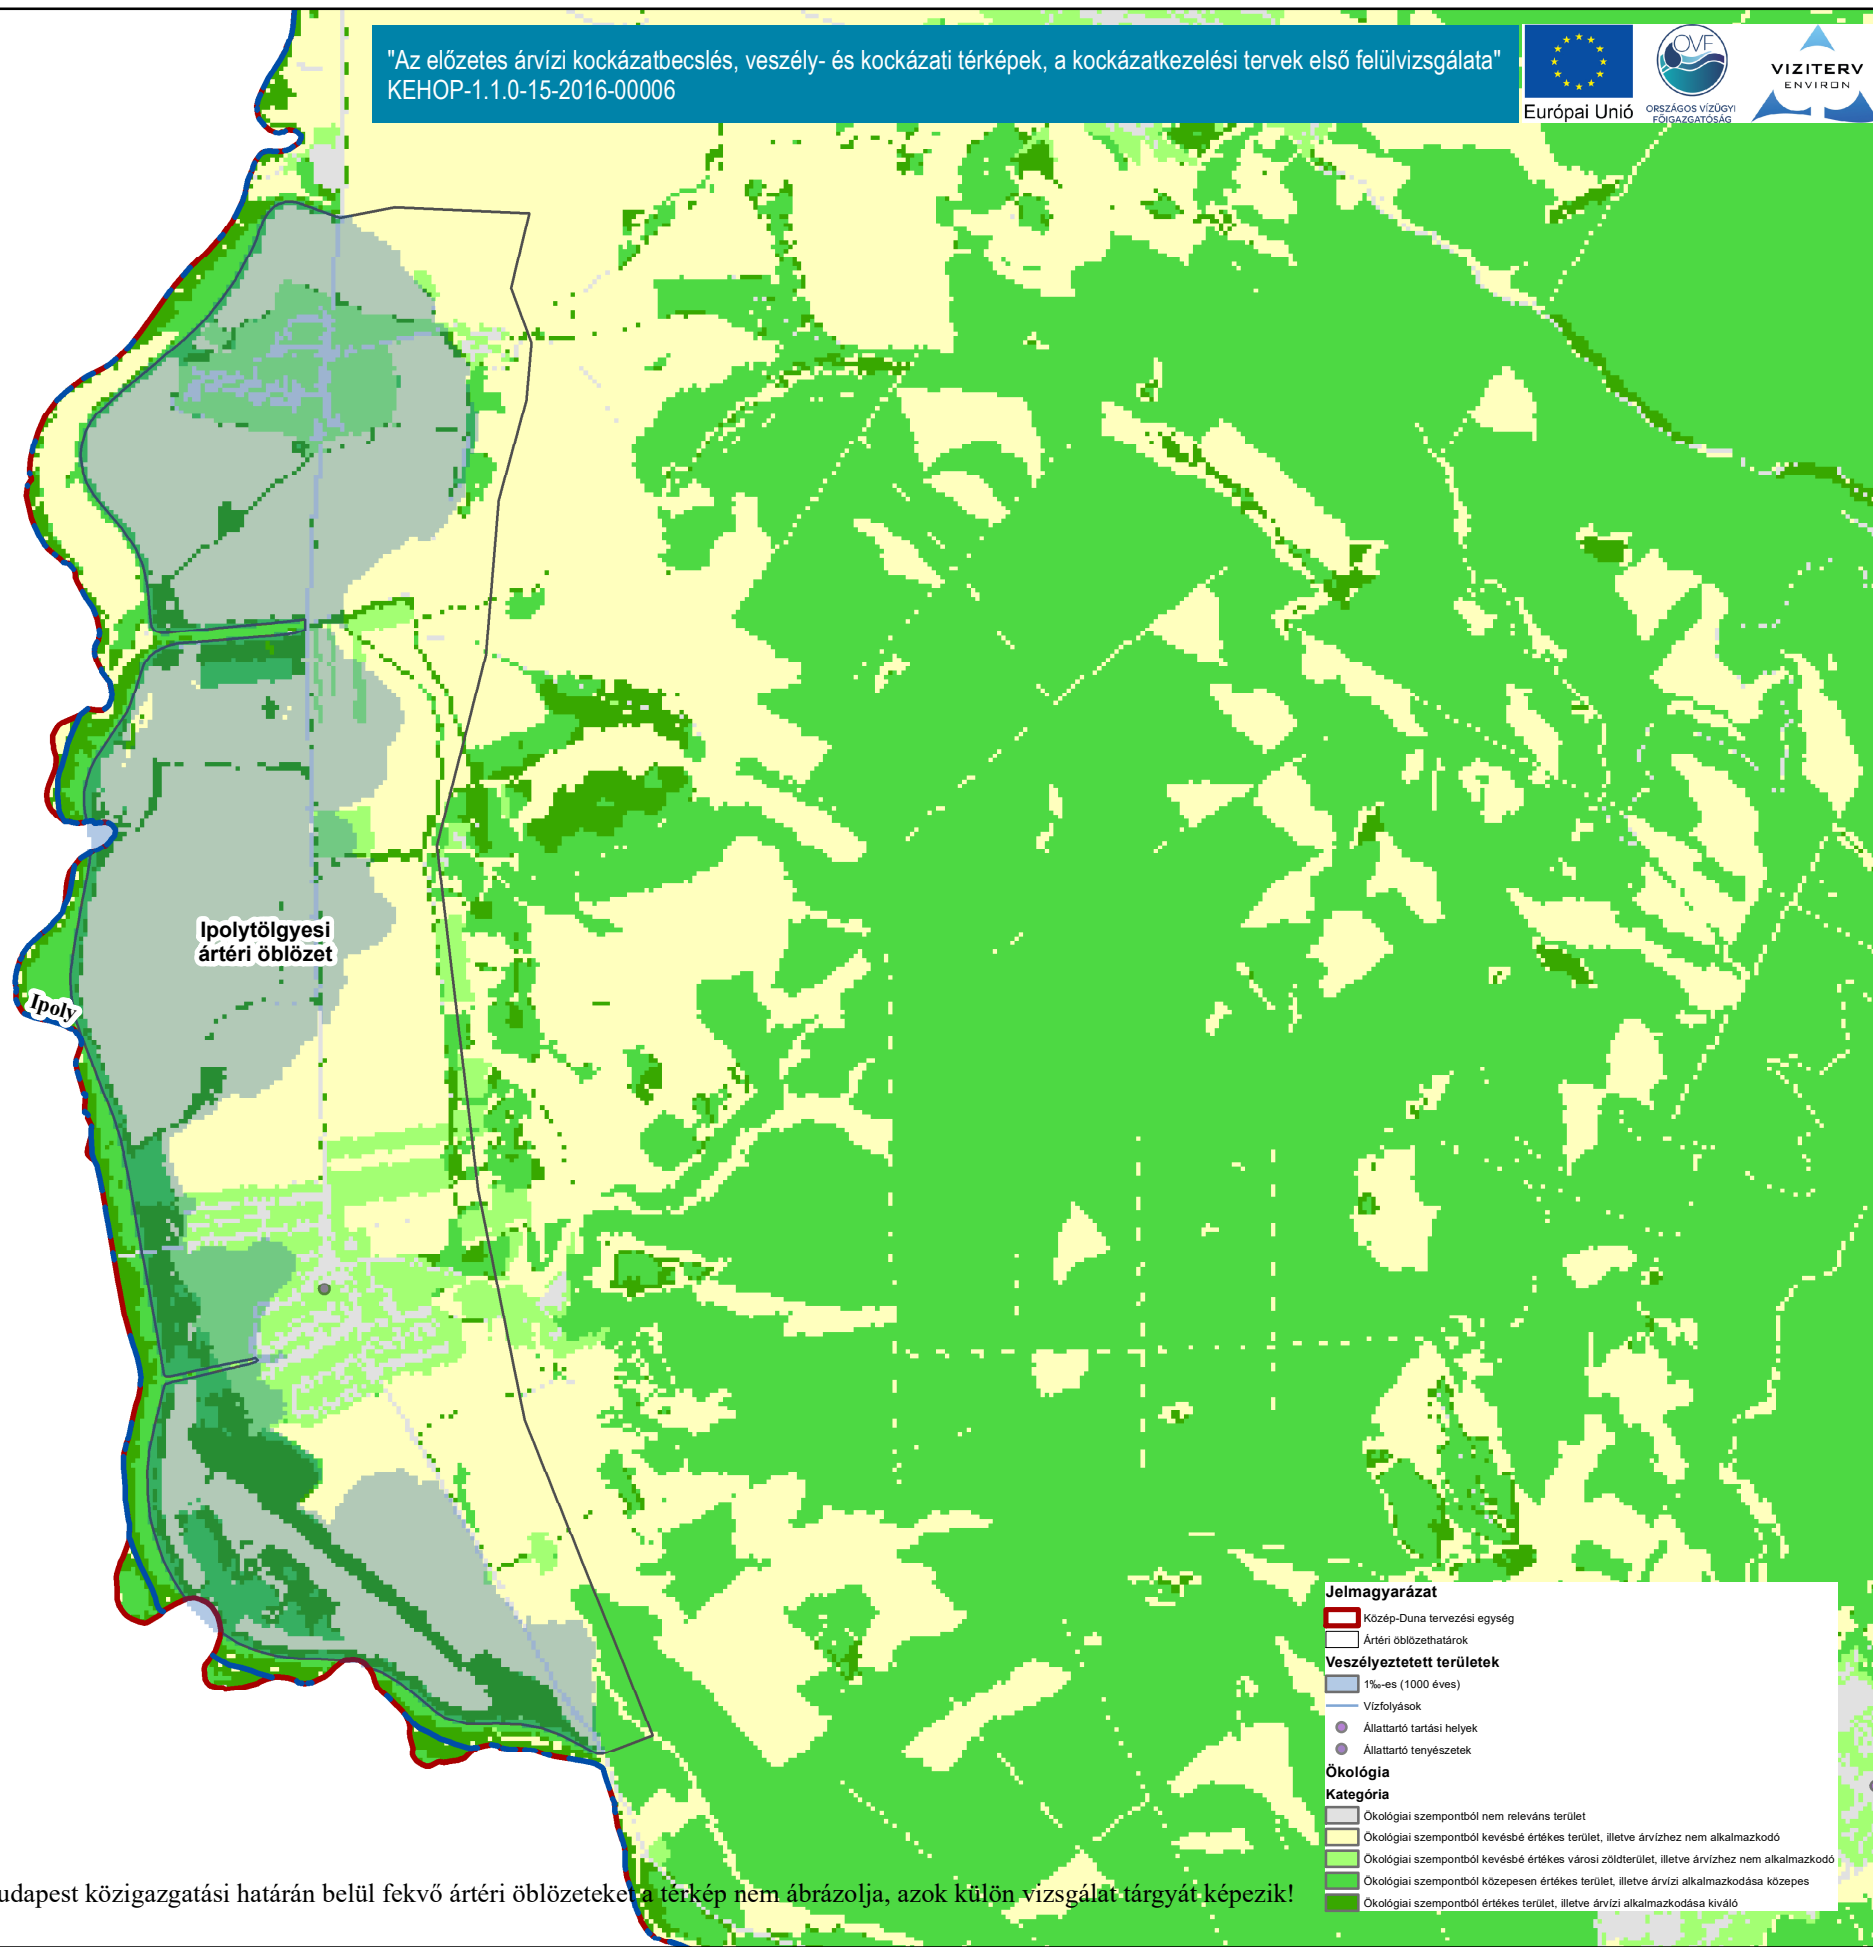 "Az előzetes árvízi kockázatbecslés, veszély- és kockázati térképek, a kockázatkezelési tervek első felülvizsgálata"
KEHOP-1.1.0-15-2016-00006
Európai Unió
OVF
ORSZÁGOS VÍZÜGYI
FŐIGAZGATÓSÁG
VIZITERV
ENVIRON
Ipolytölgyesi
ártéri öblözet
Ipoly
Jelmagyarázat
Közép-Duna tervezési egység
Ártéri öblözethatárok
Veszélyeztetett területek
1‰-es (1000 éves)
Vízfolyások
Állattartó tartási helyek
Állattartó tenyészetek
Ökológia
Kategória
Ökológiai szempontból nem releváns terület
Ökológiai szempontból kevésbé értékes terület, illetve árvízhez nem alkalmazkodó
Ökológiai szempontból kevésbé értékes városi zöldterület, illetve árvízhez nem alkalmazkodó
Ökológiai szempontból közepesen értékes terület, illetve árvízi alkalmazkodása közepes
Ökológiai szempontból értékes terület, illetve árvízi alkalmazkodása kiváló
udapest közigazgatási határán belül fekvő ártéri öblözeteket a térkép nem ábrázolja, azok külön vizsgálat tárgyát képezik!